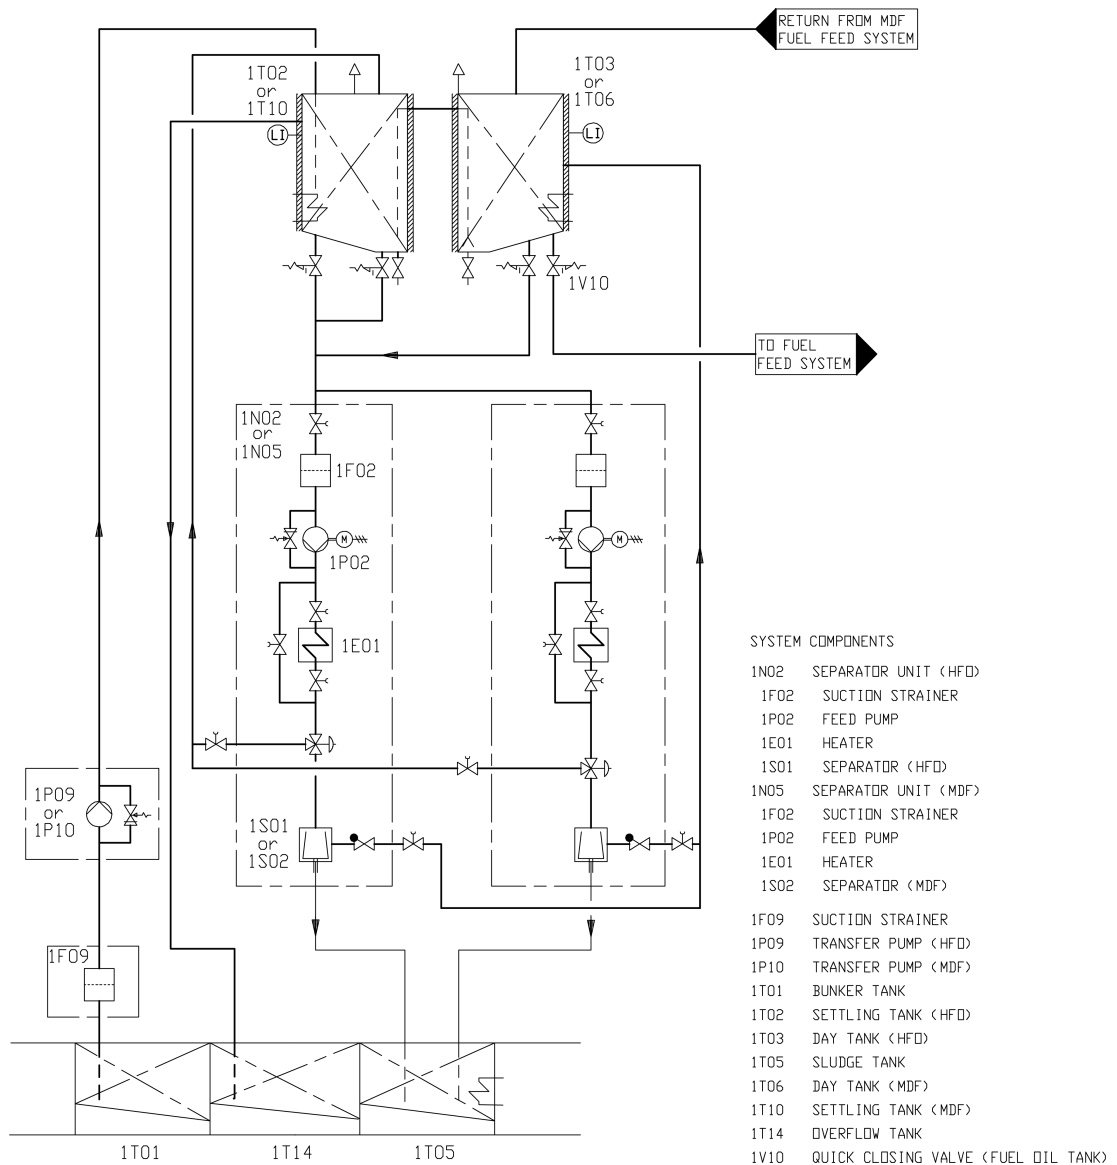 RETURN FROM MDF
FUEL FEED SYSTEM
1T02
or
1T10
1T03
or
1T06
LI
LI
1V10
TO FUEL
FEED SYSTEM
1N02
or
1N05
1F02
M
M
1P02
1E01
1P09
or
1P10
1S01
or
1S02
1F09
1T01
1T14
1T05
SYSTEM COMPONENTS
1N02 SEPARATOR UNIT (HFO)
1F02 SUCTION STRAINER
1P02 FEED PUMP
1E01 HEATER
1S01 SEPARATOR (HFO)
1N05 SEPARATOR UNIT (MDF)
1F02 SUCTION STRAINER
1P02 FEED PUMP
1E01 HEATER
1S02 SEPARATOR (MDF)
1F09 SUCTION STRAINER
1P09 TRANSFER PUMP (HFO)
1P10 TRANSFER PUMP (MDF)
1T01 BUNKER TANK
1T02 SETTLING TANK (HFO)
1T03 DAY TANK (HFO)
1T05 SLUDGE TANK
1T06 DAY TANK (MDF)
1T10 SETTLING TANK (MDF)
1T14 OVERFLOW TANK
1V10 QUICK CLOSING VALVE (FUEL OIL TANK)